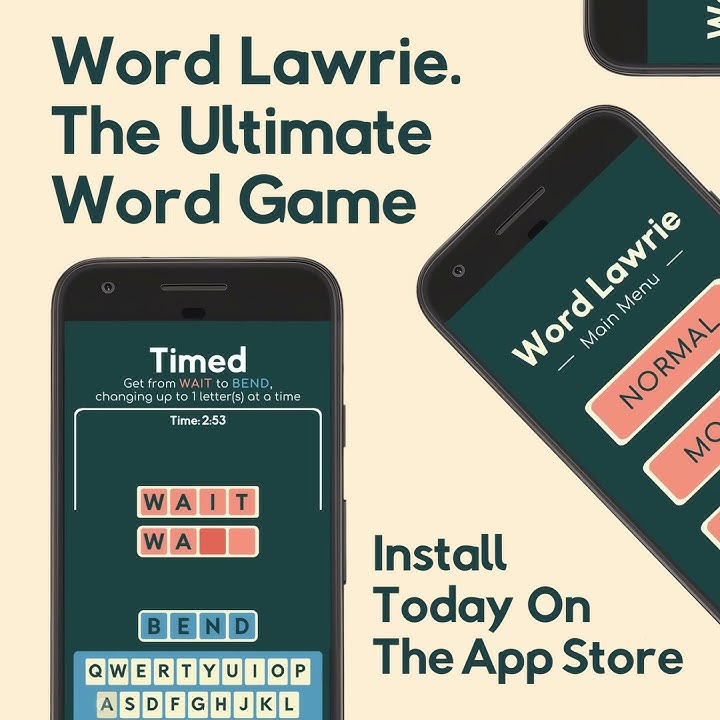 Word Lawrie.
The Ultimate
Word Game
Timed
Get from WAIT to BEND,
changing up to 1 letter(s) at a time
Time: 2:53
WAIT
WA
BEND
QWERTYUIOP
ASDFGHJKL
Word Lawrie
Main Menu
NORMAL
Install
Today On
The App Store